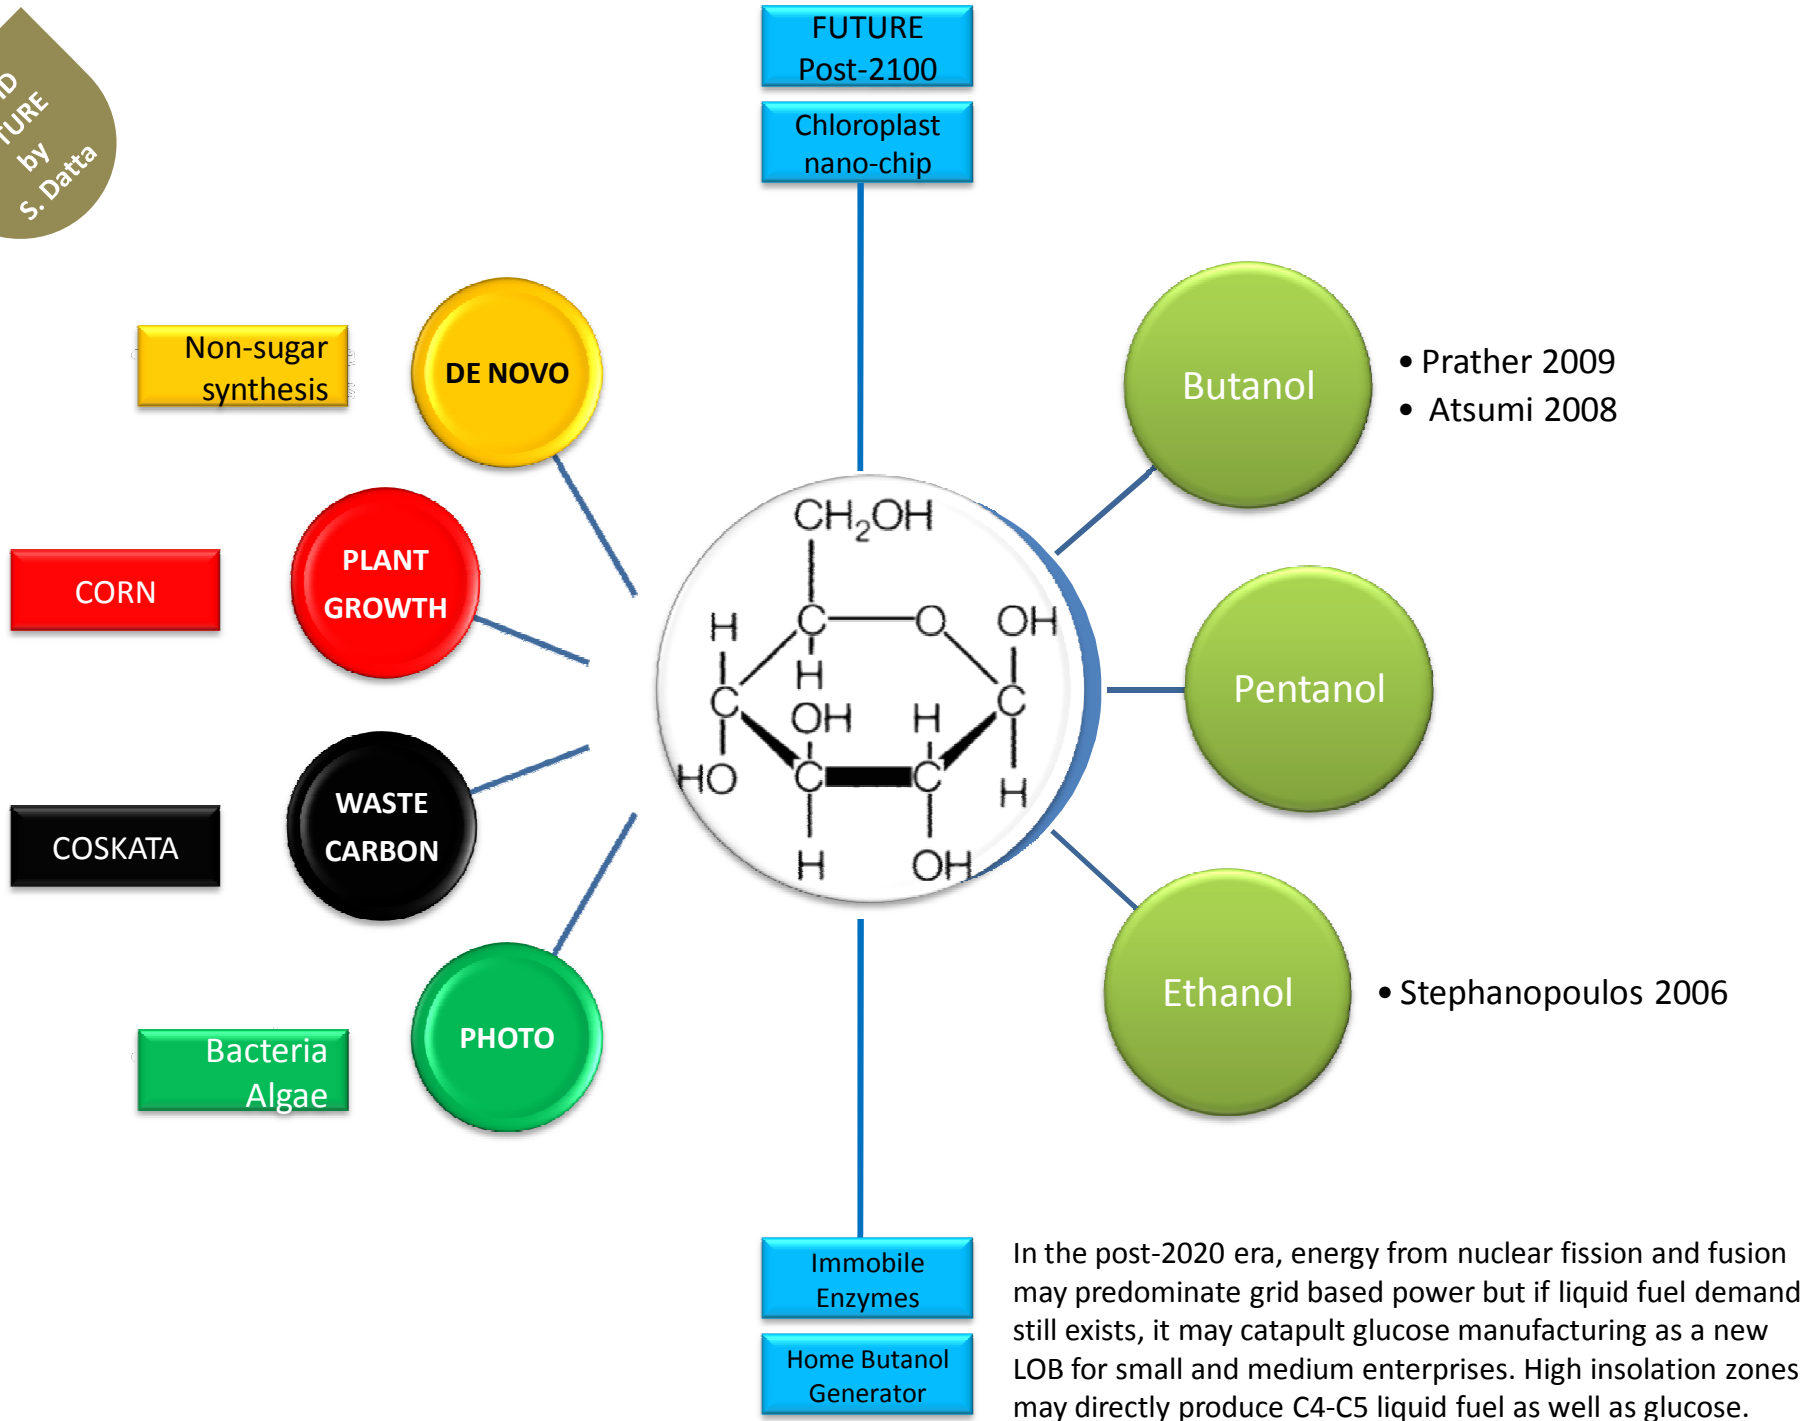 by
S. Datta
FUTURE
Post-2100
Chloroplast
nano-chip
Non-sugar
synthesis
DE NOVO
CORN
PLANT
GROWTH
COSKATA
WASTE
CARBON
Bacteria
Algae
PHOTO
CH₂OH
H
C
O
OH
H
C
OH
H
C
HO
C
C
H
H
OH
Butanol
• Prather 2009
• Atsumi 2008
Pentanol
Ethanol
• Stephanopoulos 2006
Immobile
Enzymes
Home Butanol
Generator
In the post-2020 era, energy from nuclear fission and fusion
may predominate grid based power but if liquid fuel demand
still exists, it may catapult glucose manufacturing as a new
LOB for small and medium enterprises. High insolation zones
may directly produce C4-C5 liquid fuel as well as glucose.